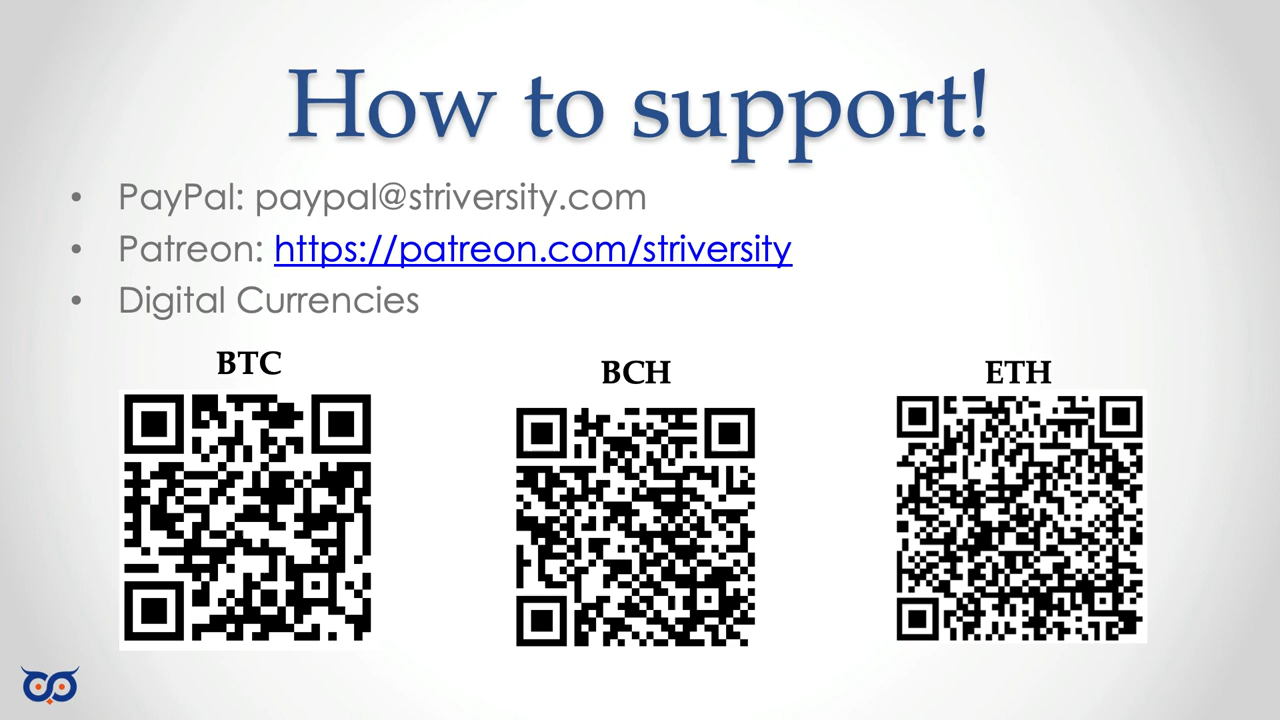 How to support!
• PayPal: paypal@striversity.com
• Patreon: https://patreon.com/striversity
• Digital Currencies
BTC
BCH
ETH